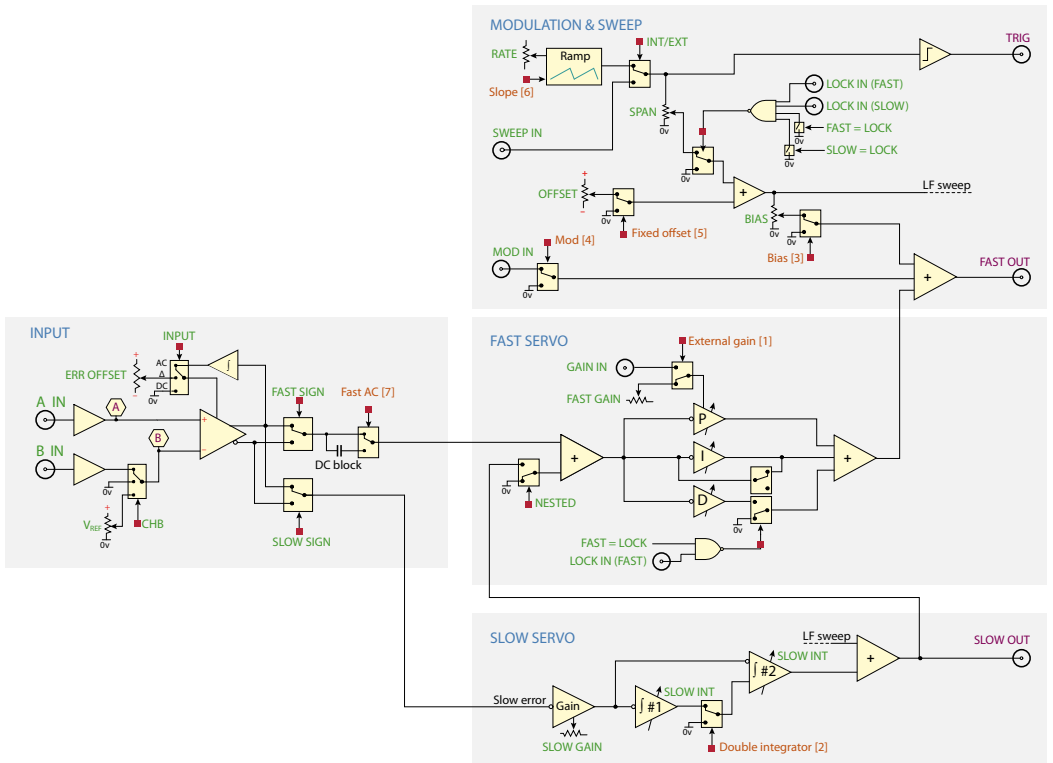 MODULATION & SWEEP
RATE
Ramp
INT/EXT
TRIG
Slope [6]
LOCK IN (FAST)
SPAN
LOCK IN (SLOW)
0v
FAST = LOCK
0v
SWEEP IN
SLOW = LOCK
0v
0v
+
OFFSET
+
LF sweep
−
0v
BIAS
Fixed offset [5]
0v
0v
Mod [4]
MOD IN
Bias [3]
FAST OUT
+
0v
INPUT
INPUT
+
AC
∆
DC
ERR OFFSET
−
0v
∫
FAST SIGN
Fast AC [7]
A IN
A
+
B IN
B
−
DC block
0v
+
VREF
0v
CHB
SLOW SIGN
FAST SERVO
External gain [1]
GAIN IN
FAST GAIN
P
I
D
+
+
0v
NESTED
0v
FAST = LOCK
LOCK IN (FAST)
SLOW SERVO
LF sweep
SLOW OUT
SLOW INT
+
∫ #2
Slow error
Gain
SLOW INT
∫ #1
0v
SLOW GAIN
Double integrator [2]